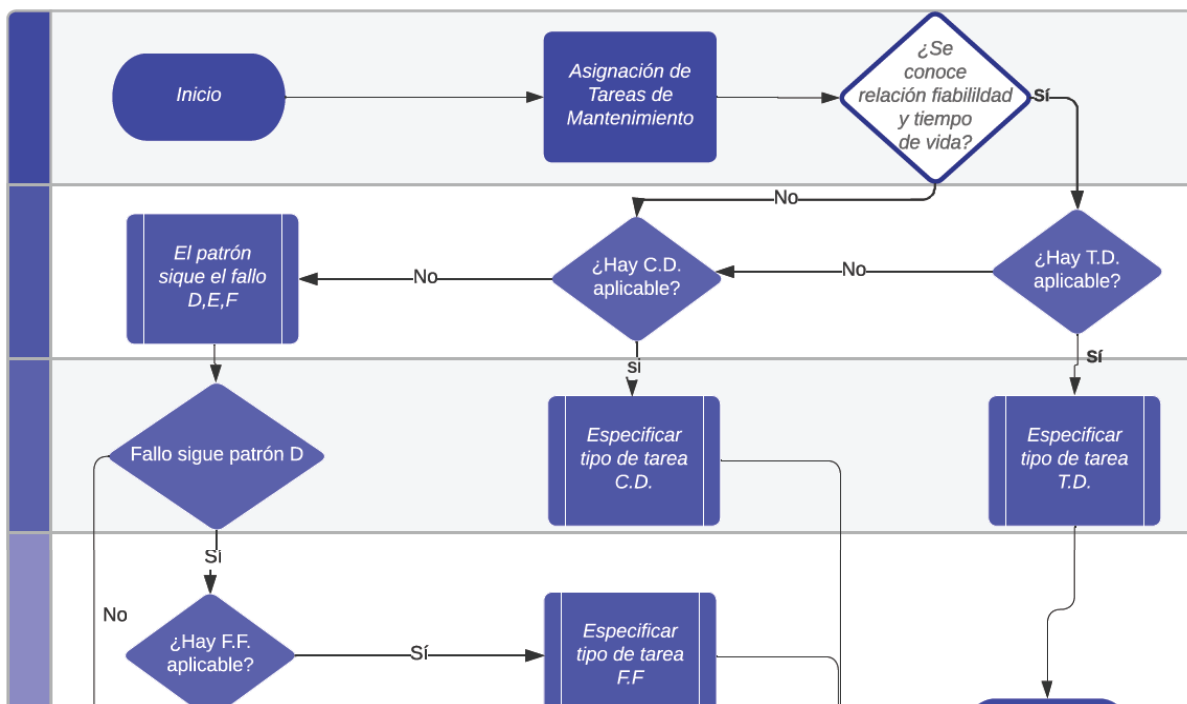 Inicio
Asignación de
Tareas de
Mantenimiento
¿Se
conoce
relación fiabilildad
y tiempo
de vida?
Sí
No
El patrón
sique el fallo
D,E,F
No
¿Hay C.D.
aplicable?
No
¿Hay T.D.
aplicable?
sí
Sí
Fallo sigue patrón D
Especificar
tipo de tarea
C.D.
Especificar
tipo de tarea
T.D.
Sí
No
¿Hay F.F.
aplicable?
Sí
Especificar
tipo de tarea
F.F